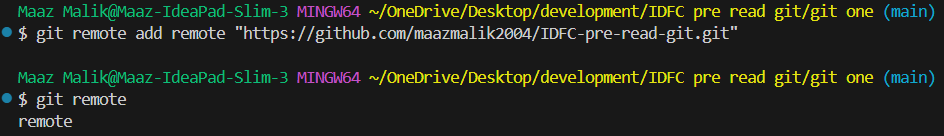 Maaz Malik@Maaz-IdeaPad-Slim-3 MINGW64 ~/OneDrive/Desktop/development/IDFC pre read git/git one (main)
$ git remote add remote "https://github.com/maazmalik2004/IDFC-pre-read-git.git"
Maaz Malik@Maaz-IdeaPad-Slim-3 MINGW64 ~/OneDrive/Desktop/development/IDFC pre read git/git one (main)
$ git remote
remote